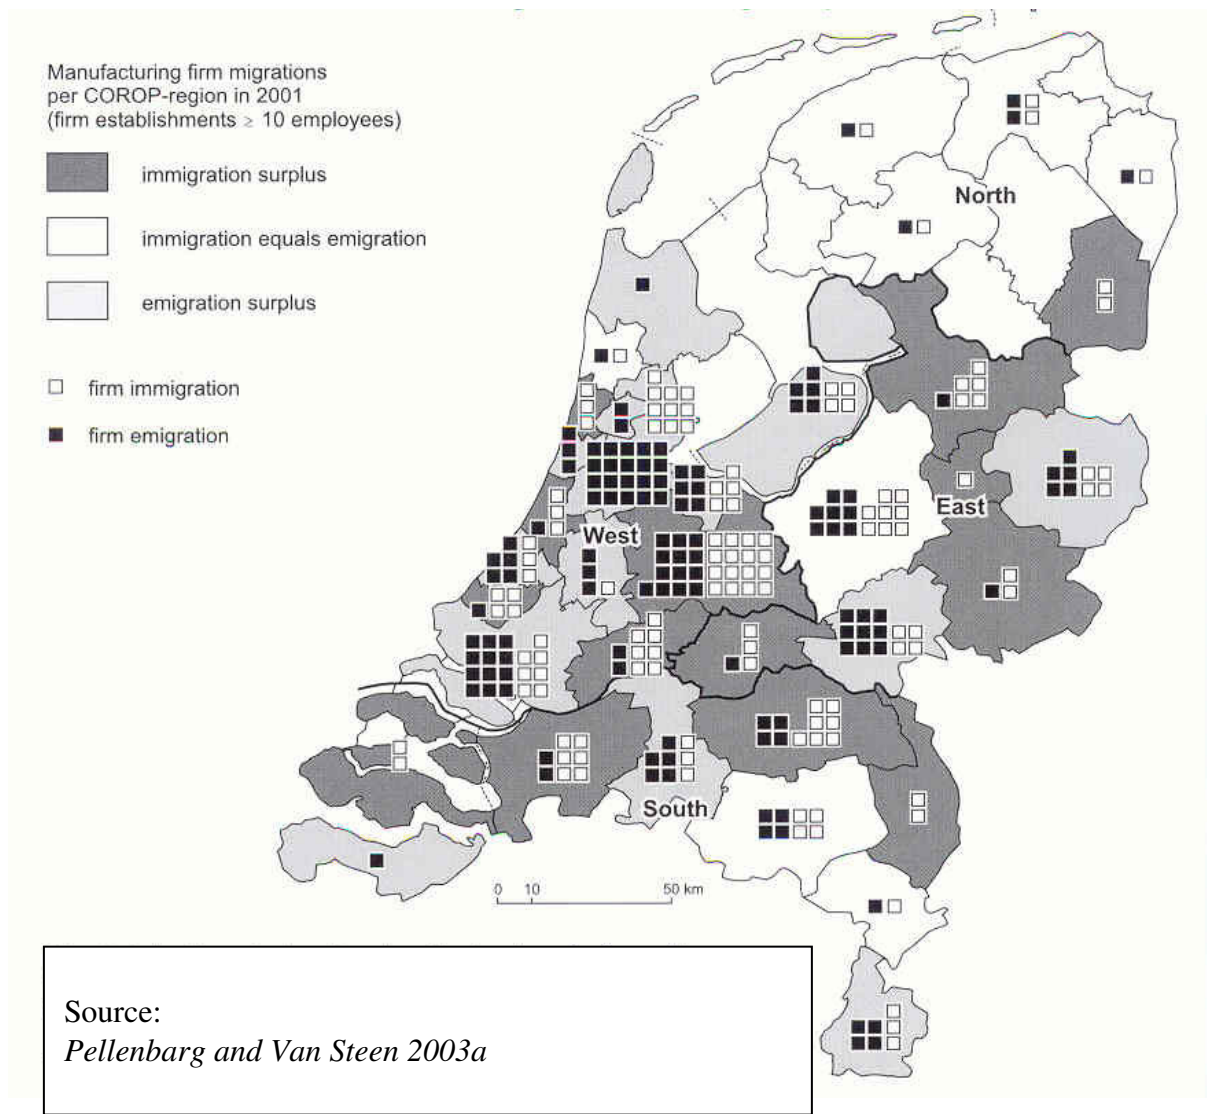 Manufacturing firm migrations
per COROP-region in 2001
(firm establishments ≥ 10 employees)
immigration surplus
immigration equals emigration
emigration surplus
firm immigration
firm emigration
North
East
West
South
0 10 50 km
Source:
Pellenbarg and Van Steen 2003a